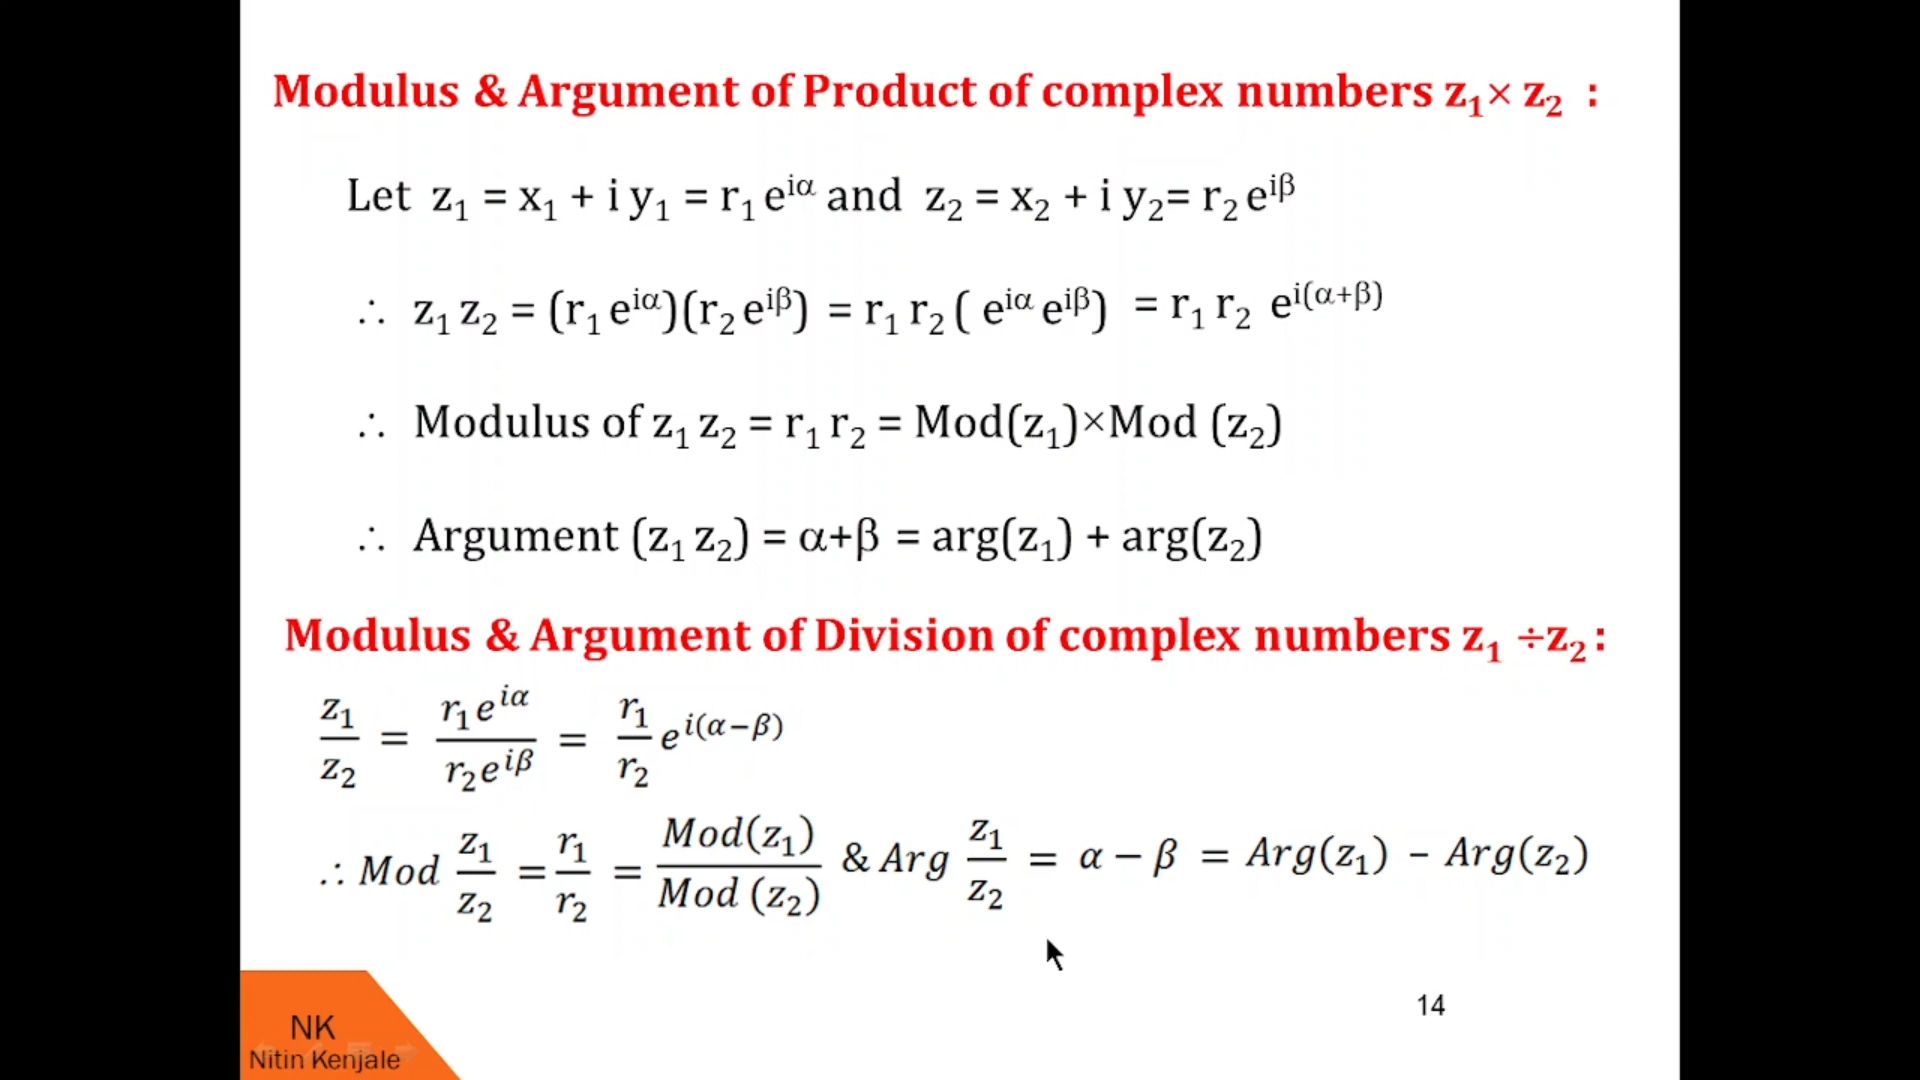 Modulus & Argument of Product of complex numbers z₁× z₂ :
Let z₁ = x₁ + i y₁ = r₁ e^{iα} and z₂ = x₂ + i y₂= r₂ e^{iβ}
∴ z₁ z₂ = (r₁ e^{iα})(r₂ e^{iβ}) = r₁ r₂ ( e^{iα} e^{iβ}) = r₁ r₂ e^{i(α+β)}
∴ Modulus of z₁ z₂ = r₁ r₂ = Mod(z₁)×Mod (z₂)
∴ Argument (z₁ z₂) = α+β = arg(z₁) + arg(z₂)
Modulus & Argument of Division of complex numbers z₁ ÷z₂:
z₁/z₂ = r₁e^{iα}/r₂e^{iβ} = r₁/r₂ e^{i(α−β)}
∴ Mod z₁/z₂ = r₁/r₂ = Mod(z₁)/Mod (z₂) & Arg z₁/z₂ = α − β = Arg(z₁) − Arg(z₂)
14
NK
Nitin Kenjale